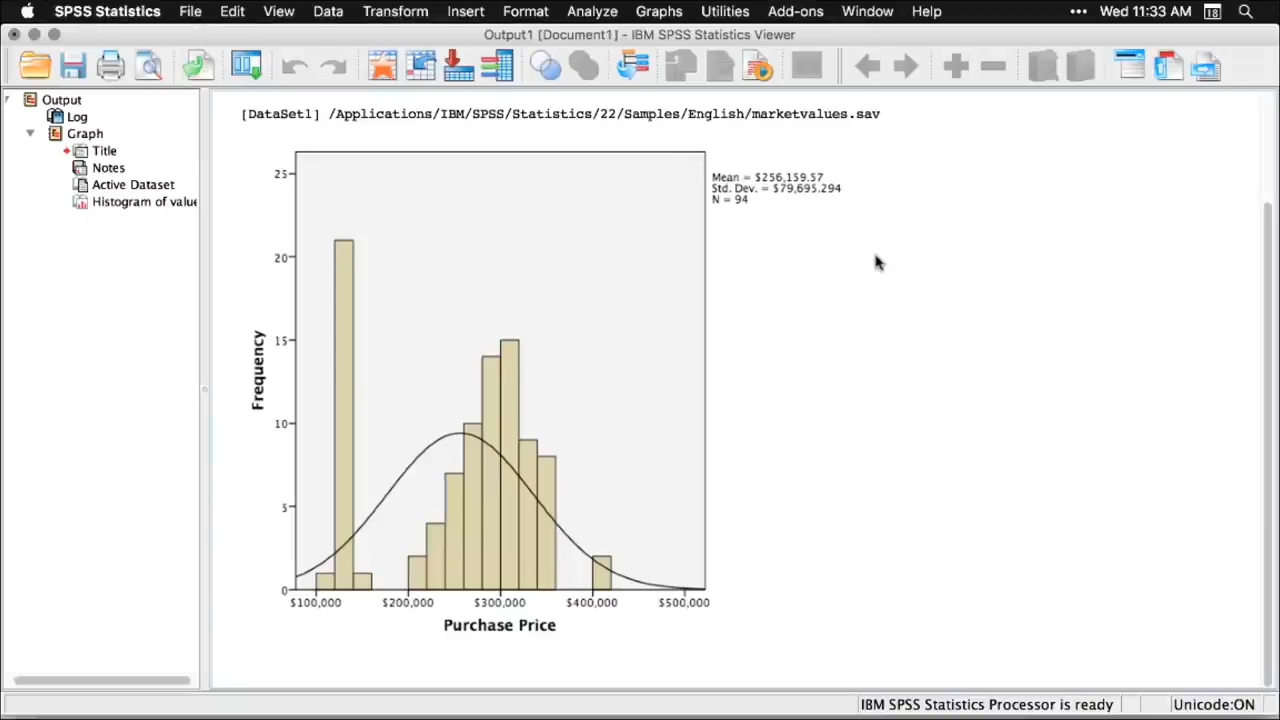 SPSS Statistics File Edit View Data Transform Insert Format Analyze Graphs Utilities Add-ons Window Help ••• Wed 11:33 AM 18
Output1 [Document1] - IBM SPSS Statistics Viewer
Output
Log
Graph
Title
Notes
Active Dataset
Histogram of value
[DataSet1] /Applications/IBM/SPSS/Statistics/22/Samples/English/marketvalues.sav
Mean = $256,159.57
Std. Dev. = $79,695.294
N = 94
25
20
15
10
5
0
Frequency
$100,000 $200,000 $300,000 $400,000 $500,000
Purchase Price
IBM SPSS Statistics Processor is ready Unicode:ON